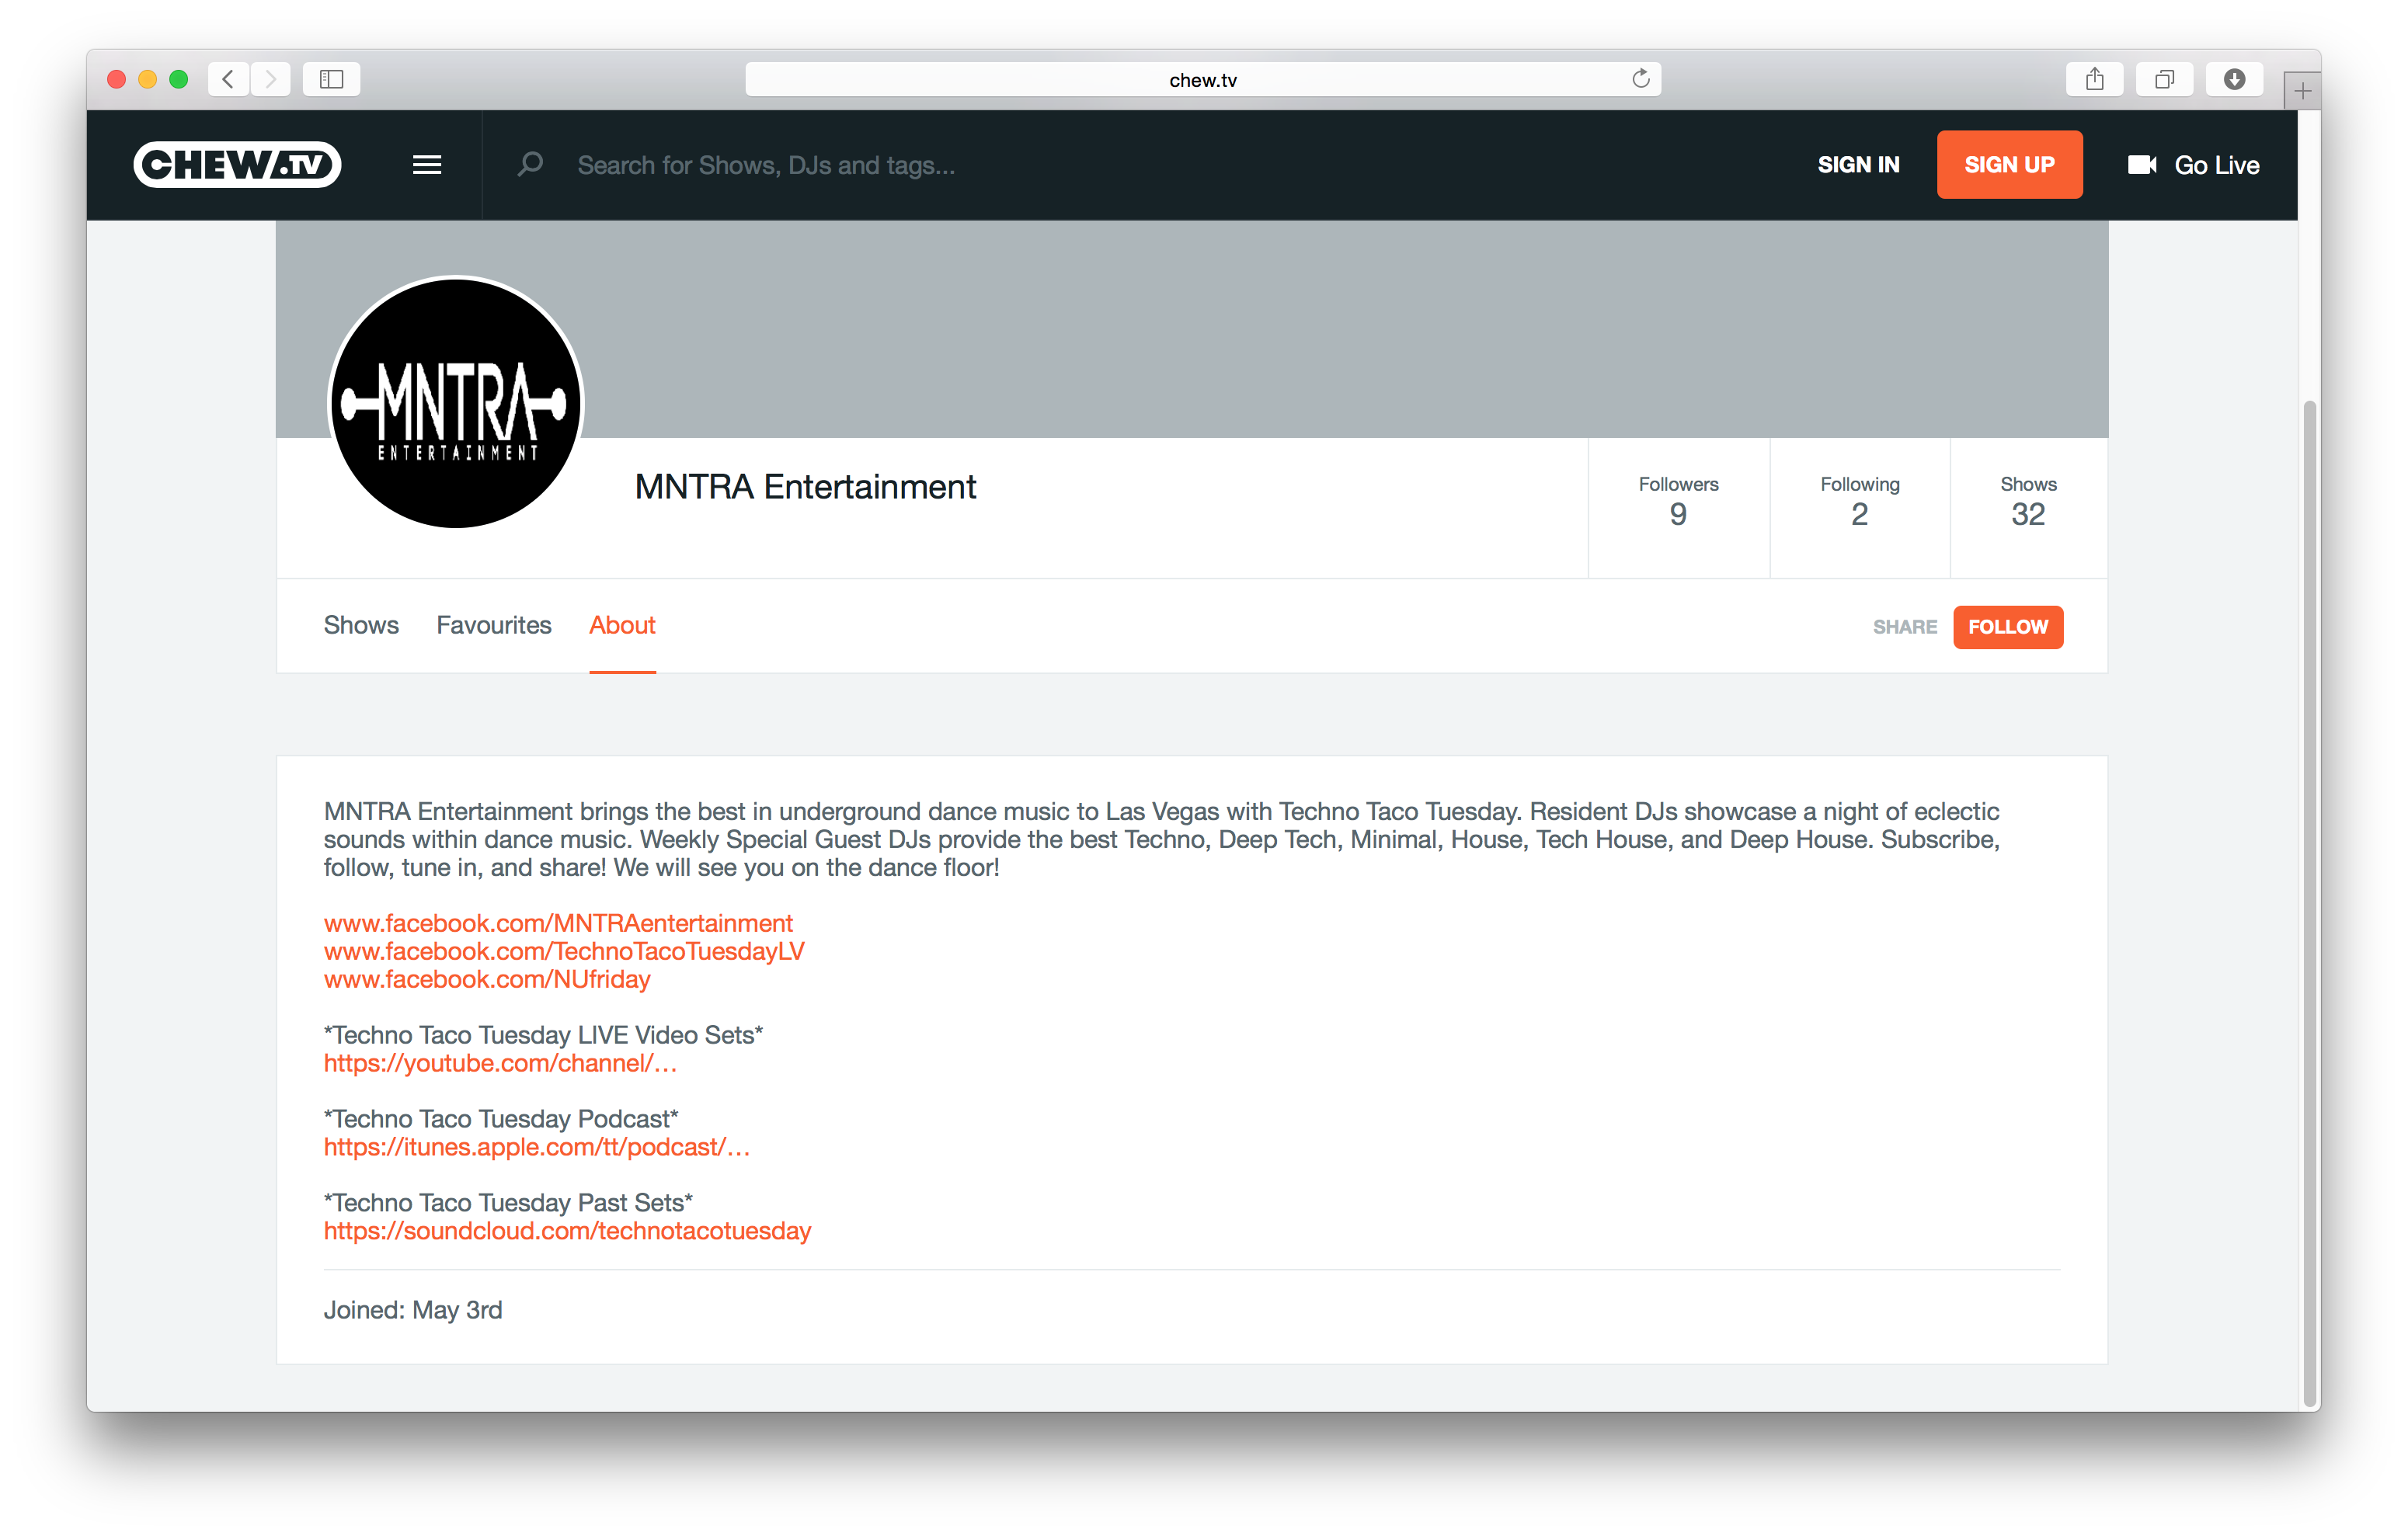 chew.tv
CHEW.TV
Search for Shows, DJs and tags...
SIGN IN
SIGN UP
Go Live
MNTRA
ENTERTAINMENT
MNTRA Entertainment
Followers
9
Following
2
Shows
32
Shows
Favourites
About
SHARE
FOLLOW
MNTRA Entertainment brings the best in underground dance music to Las Vegas with Techno Taco Tuesday. Resident DJs showcase a night of eclectic
sounds within dance music. Weekly Special Guest DJs provide the best Techno, Deep Tech, Minimal, House, Tech House, and Deep House. Subscribe,
follow, tune in, and share! We will see you on the dance floor!
www.facebook.com/MNTRAentertainment
www.facebook.com/TechnoTacoTuesdayLV
www.facebook.com/NUfriday
*Techno Taco Tuesday LIVE Video Sets*
https://youtube.com/channel/…
*Techno Taco Tuesday Podcast*
https://itunes.apple.com/tt/podcast/…
*Techno Taco Tuesday Past Sets*
https://soundcloud.com/technotacotuesday
Joined: May 3rd